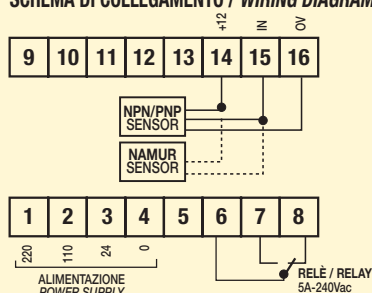 SCHEMA DI COLLEGAMENTO / WIRING DIAGRAM
+12 IN OV
9 10 11 12 13 14 15 16
NPN/PNP
SENSOR
NAMUR
SENSOR
1 2 3 4 5 6 7 8
220 110 24 0
ALIMENTAZIONE
POWER SUPPLY
RELÈ / RELAY
5A-240Vac